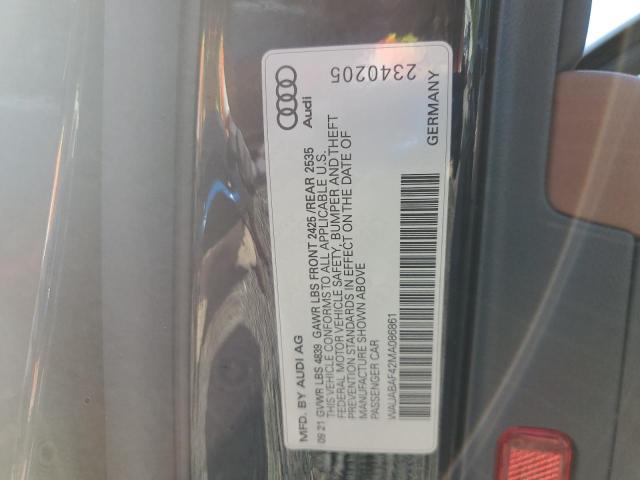 Audi
2340205
MFD. BY AUDI AG
GERMANY
09 21 GVWR LBS 4839 GAWR LBS FRONT 2425 /REAR 2535
THIS VEHICLE CONFORMS TO ALL APPLICABLE U.S.
FEDERAL MOTOR VEHICLE SAFETY, BUMPER AND THEFT
PREVENTION STANDARDS IN EFFECT ON THE DATE OF
MANUFACTURE SHOWN ABOVE
PASSENGER CAR
WAUABAF42MA086861